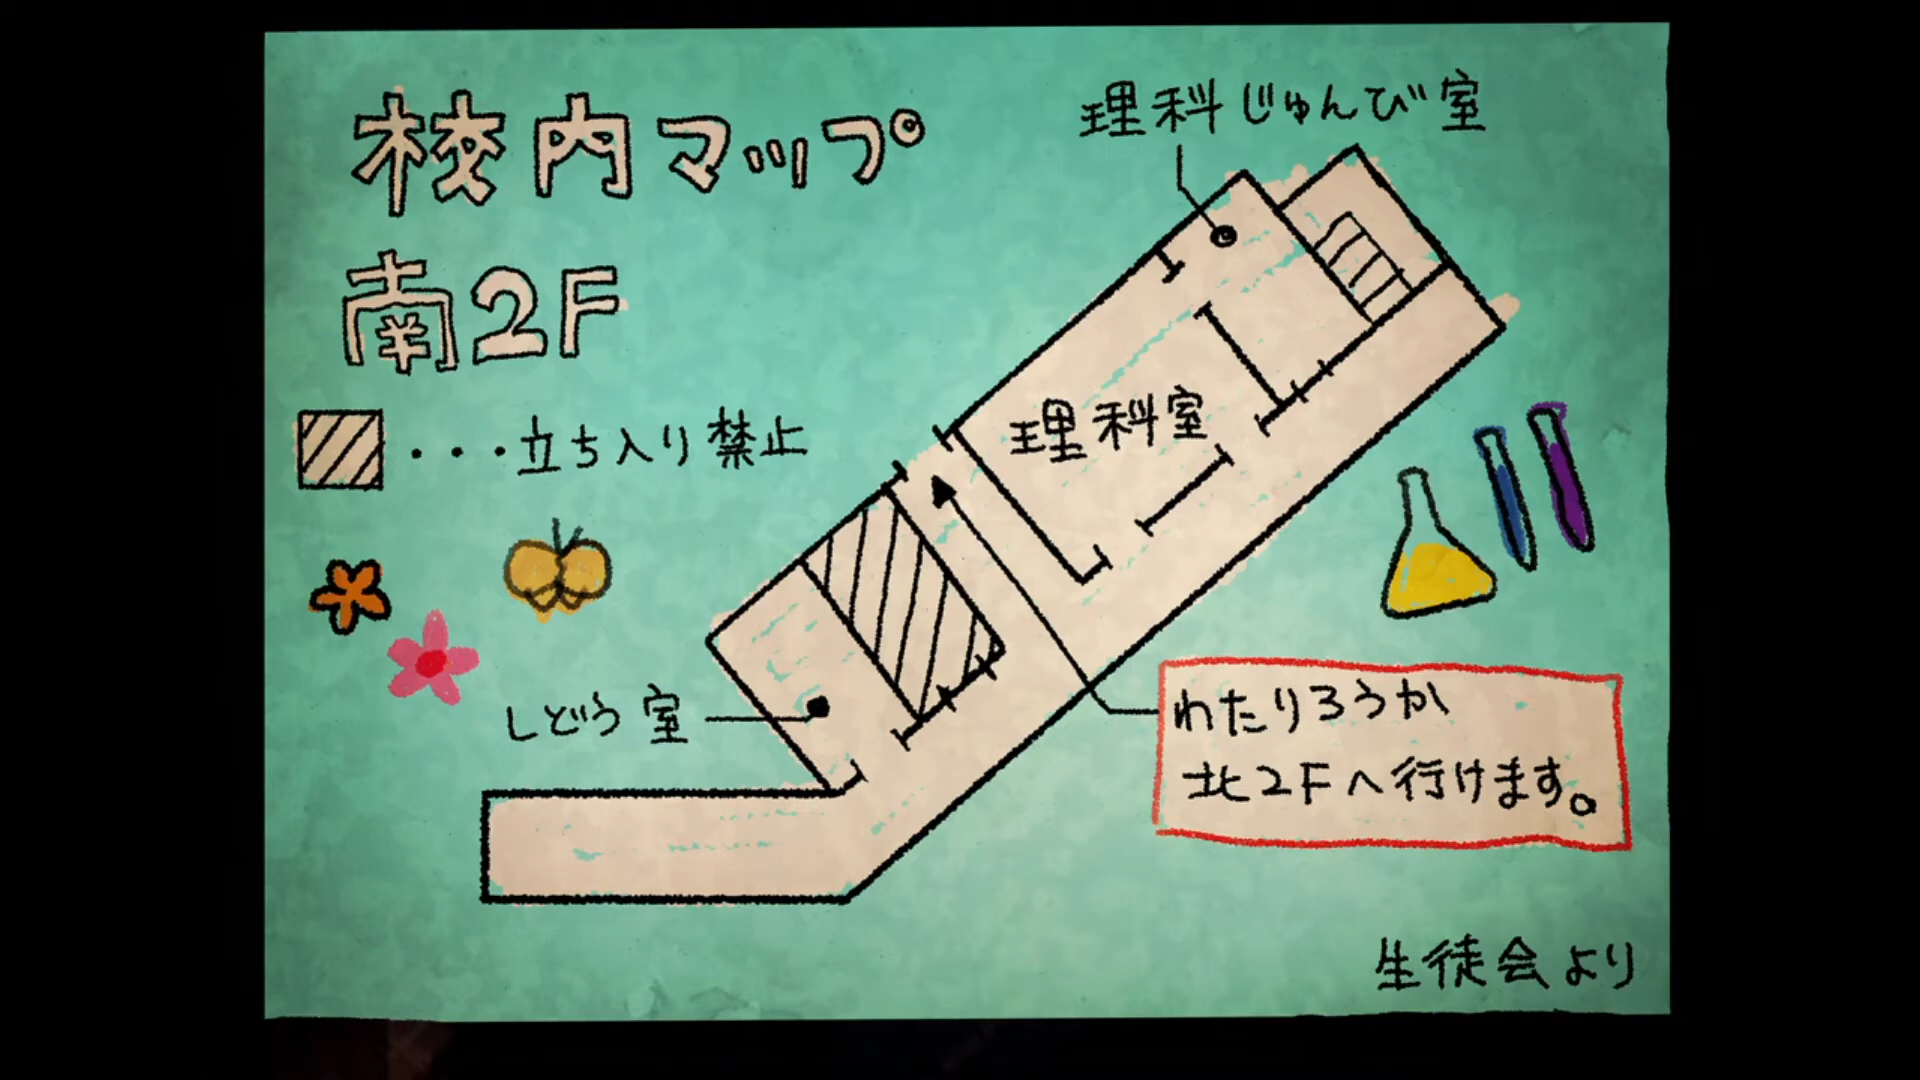 校内マップ
南2F
・・・立ち入り禁止
理科じゅんび室
理科室
しどう室
わたりろうか
北2Fへ行けます。
生徒会より